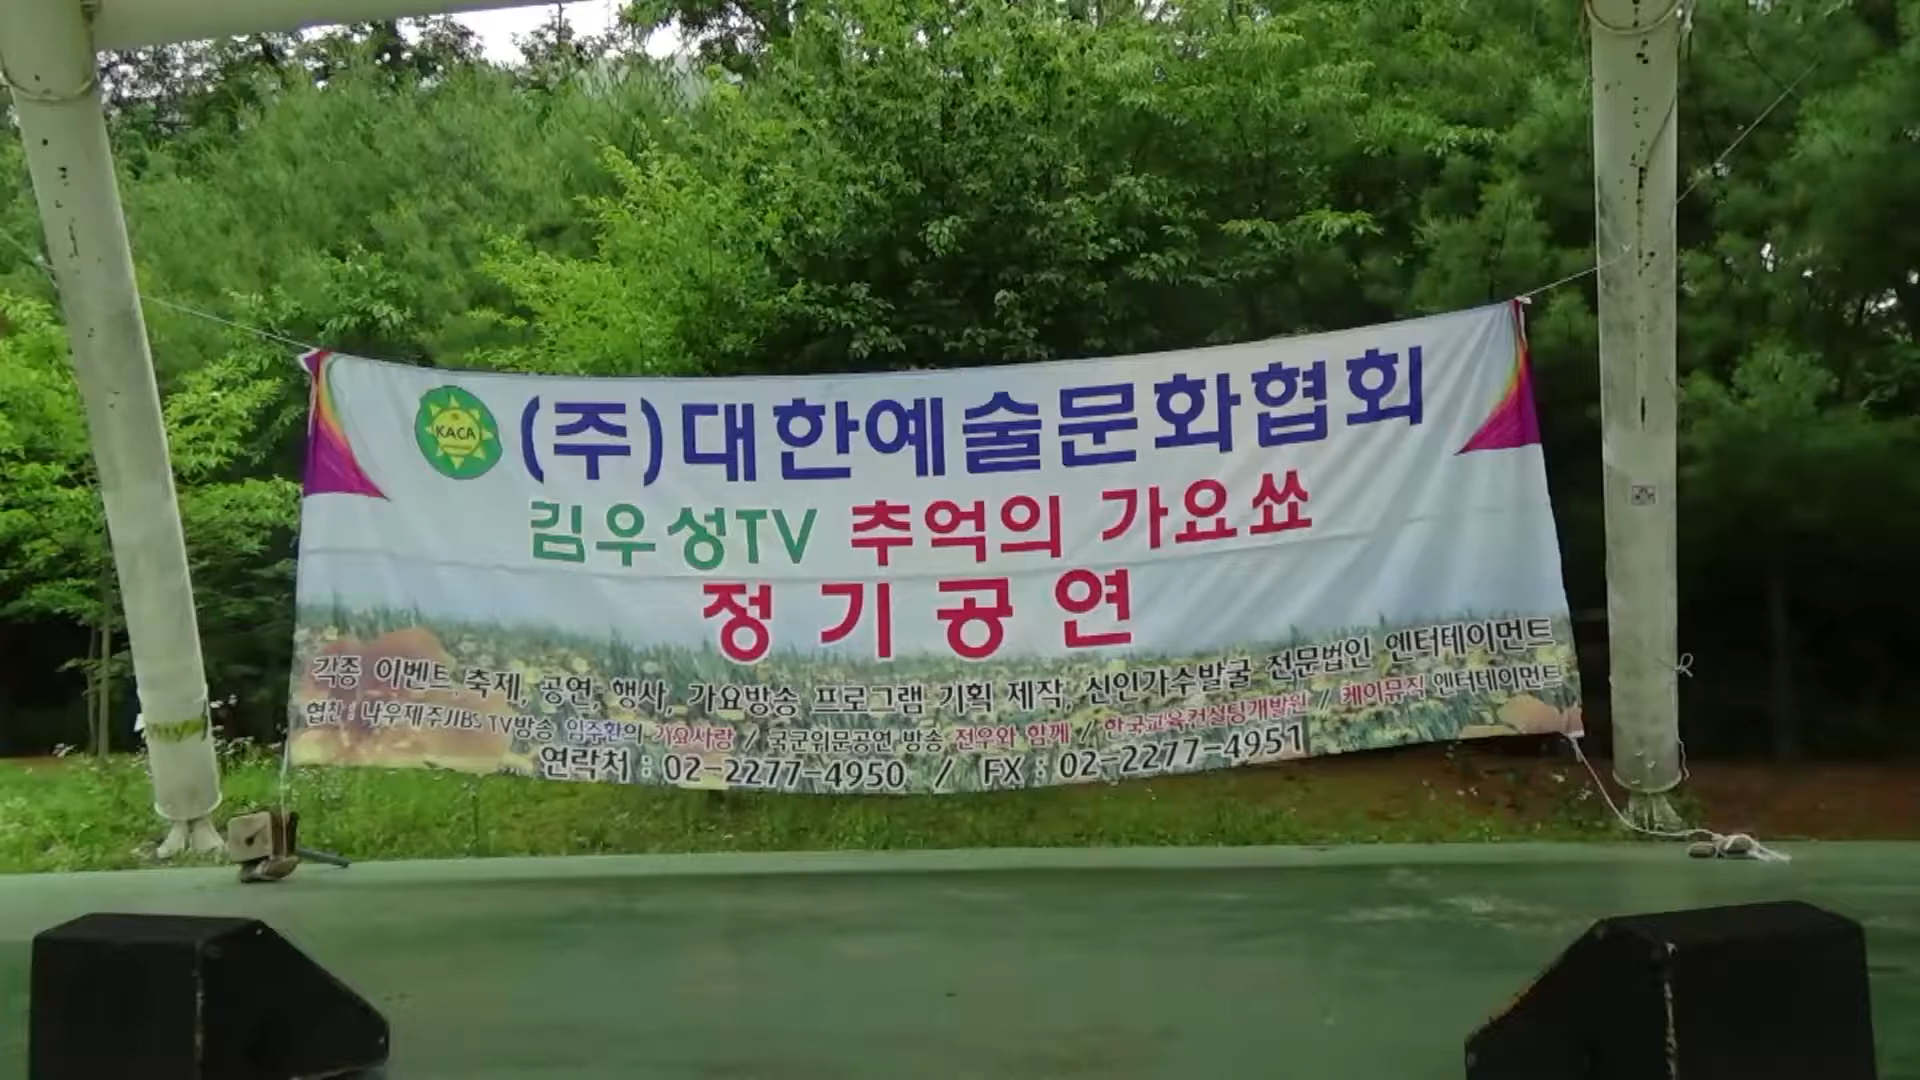 KACA
(주)대한예술문화협회
김우성TV 추억의 가요쑈
정기공연
각종 이벤트, 축제, 공연, 행사, 가요방송 프로그램 기획 제작, 신인가수발굴 전문법인 엔터테이먼트
협찬 : 나우제주JIBS TV방송 임주환의 가요사랑 / 국군위문공연 방송 전우와 함께 / 한국교육컨설팅개발원 / 케이뮤직 엔터테이먼트
연락처 : 02-2277-4950 / FX : 02-2277-4951